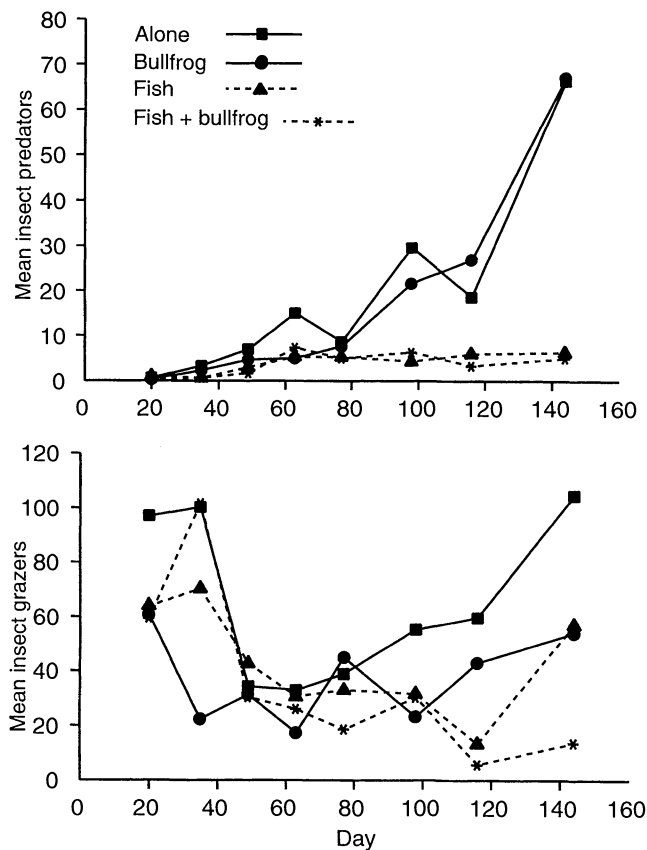 80
70
60
50
40
30
20
10
0
Mean insect predators
Alone
Bullfrog
Fish
Fish + bullfrog
0 20 40 60 80 100 120 140 160
120
100
80
60
40
20
0
Mean insect grazers
0 20 40 60 80 100 120 140 160
Day